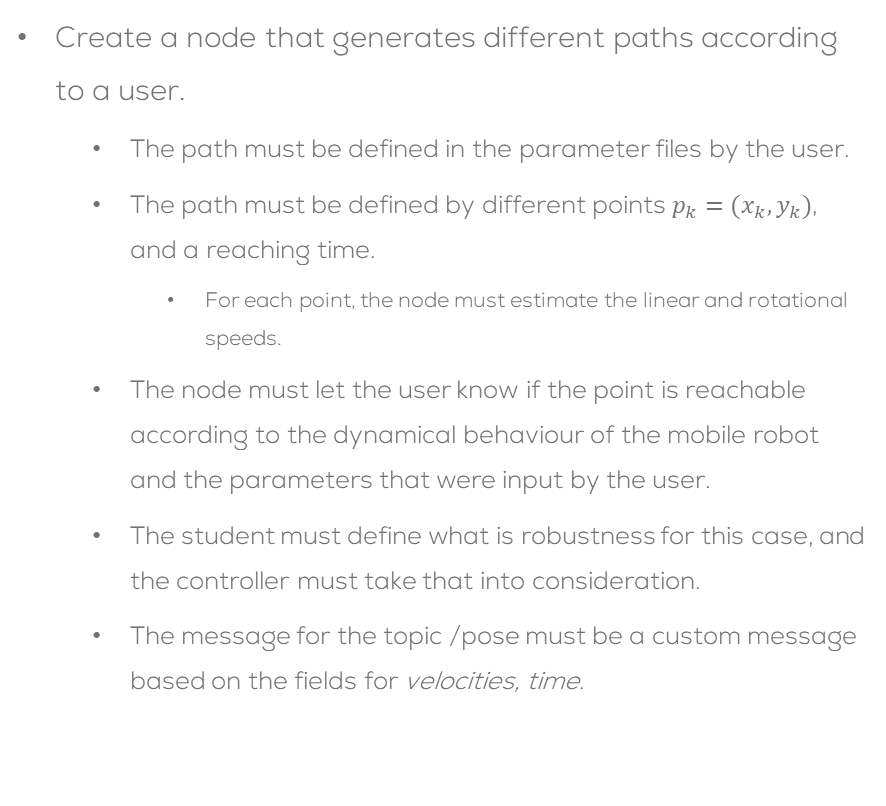 • Create a node that generates different paths according
to a user.
• The path must be defined in the parameter files by the user.
• The path must be defined by different points pₖ = (xₖ, yₖ),
and a reaching time.
• For each point, the node must estimate the linear and rotational
speeds.
• The node must let the user know if the point is reachable
according to the dynamical behaviour of the mobile robot
and the parameters that were input by the user.
• The student must define what is robustness for this case, and
the controller must take that into consideration.
• The message for the topic /pose must be a custom message
based on the fields for velocities, time.